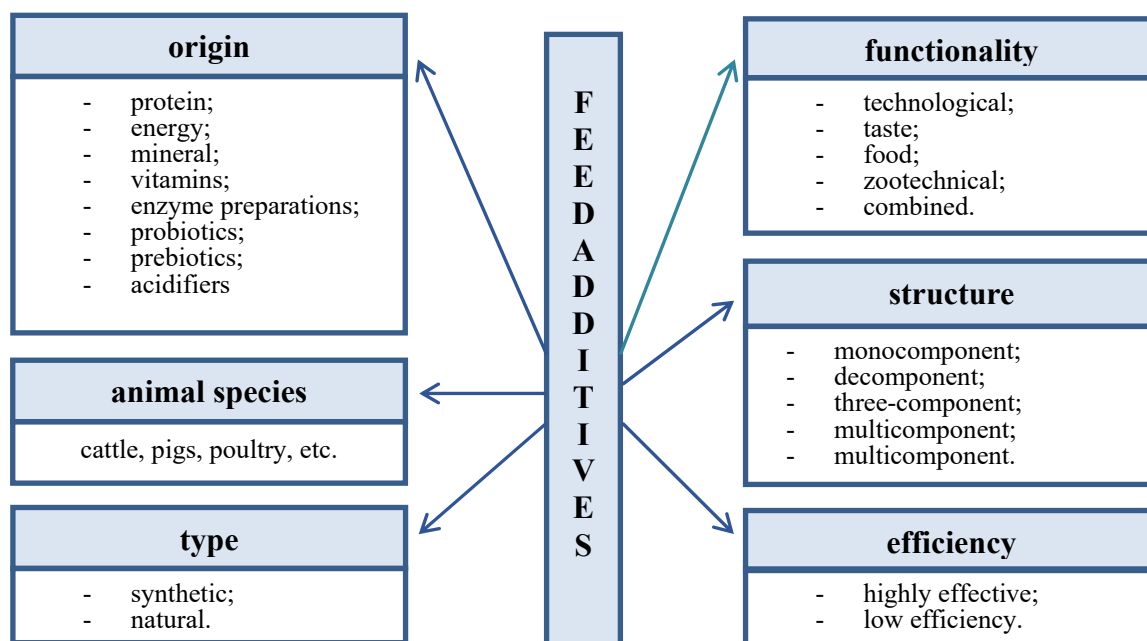 origin
- protein;
- energy;
- mineral;
- vitamins;
- enzyme preparations;
- probiotics;
- prebiotics;
- acidifiers
animal species
cattle, pigs, poultry, etc.
type
- synthetic;
- natural.
F
E
E
D
A
D
D
I
T
I
V
E
S
functionality
- technological;
- taste;
- food;
- zootechnical;
- combined.
structure
- monocomponent;
- decomponent;
- three-component;
- multicomponent;
- multicomponent.
efficiency
- highly effective;
- low efficiency.